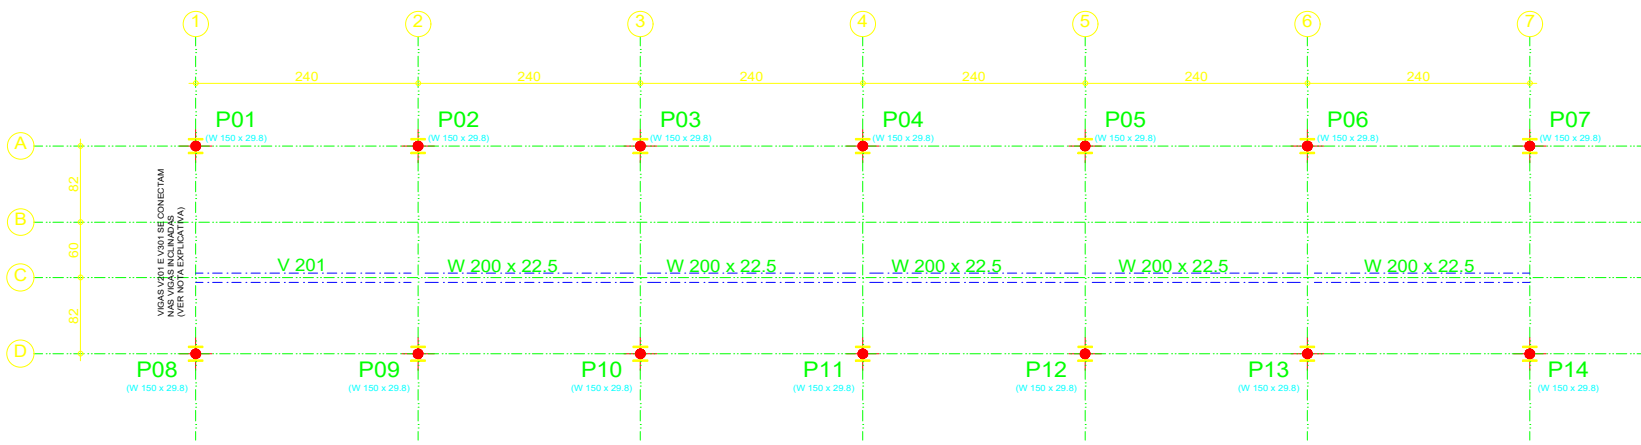 1 2 3 4 5 6 7
240 240 240 240 240 240
P01 P02 P03 P04 P05 P06 P07
(W 150 x 29.8) (W 150 x 29.8) (W 150 x 29.8) (W 150 x 29.8) (W 150 x 29.8) (W 150 x 29.8) (W 150 x 29.8)
A
82
B
60
C
82
D
VIGAS V201 E V301 SE CONECTAM
NAS VIGAS INCLINADAS
(VER NOTA EXPLICATIVA)
V 201 W 200 x 22.5 W 200 x 22.5 W 200 x 22.5 W 200 x 22.5 W 200 x 22.5
P08 P09 P10 P11 P12 P13 P14
(W 150 x 29.8) (W 150 x 29.8) (W 150 x 29.8) (W 150 x 29.8) (W 150 x 29.8) (W 150 x 29.8) (W 150 x 29.8)